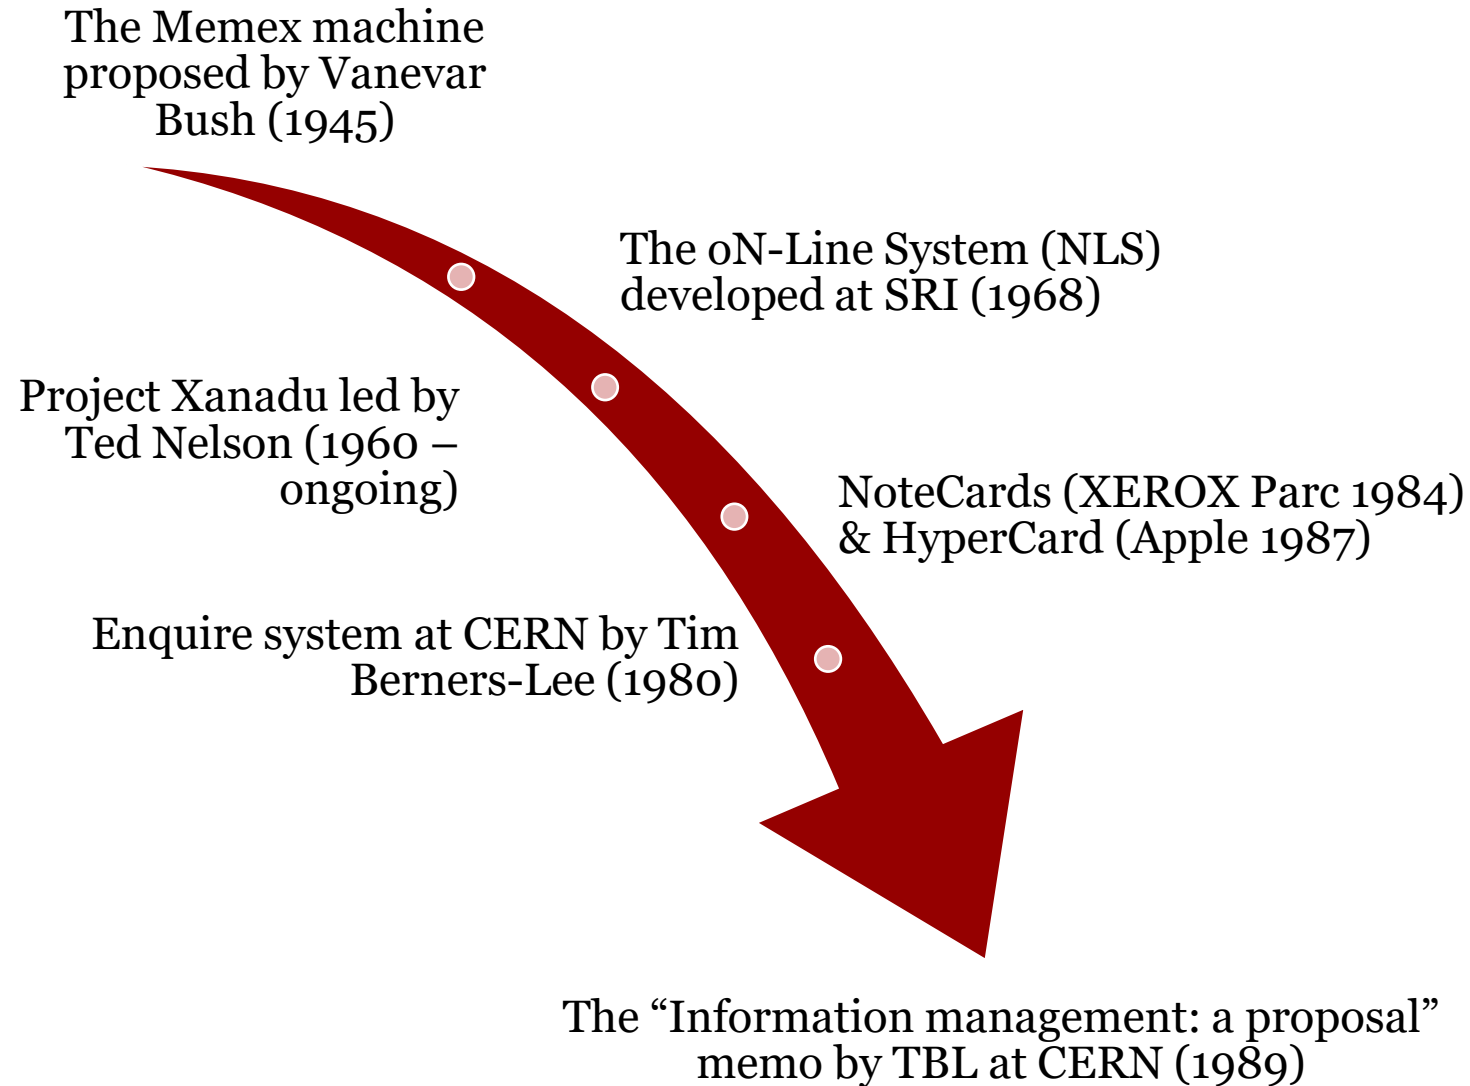 The Memex machine
proposed by Vanevar
Bush (1945)
The oN-Line System (NLS)
developed at SRI (1968)
Project Xanadu led by
Ted Nelson (1960 –
ongoing)
NoteCards (XEROX Parc 1984)
& HyperCard (Apple 1987)
Enquire system at CERN by Tim
Berners-Lee (1980)
The “Information management: a proposal”
memo by TBL at CERN (1989)